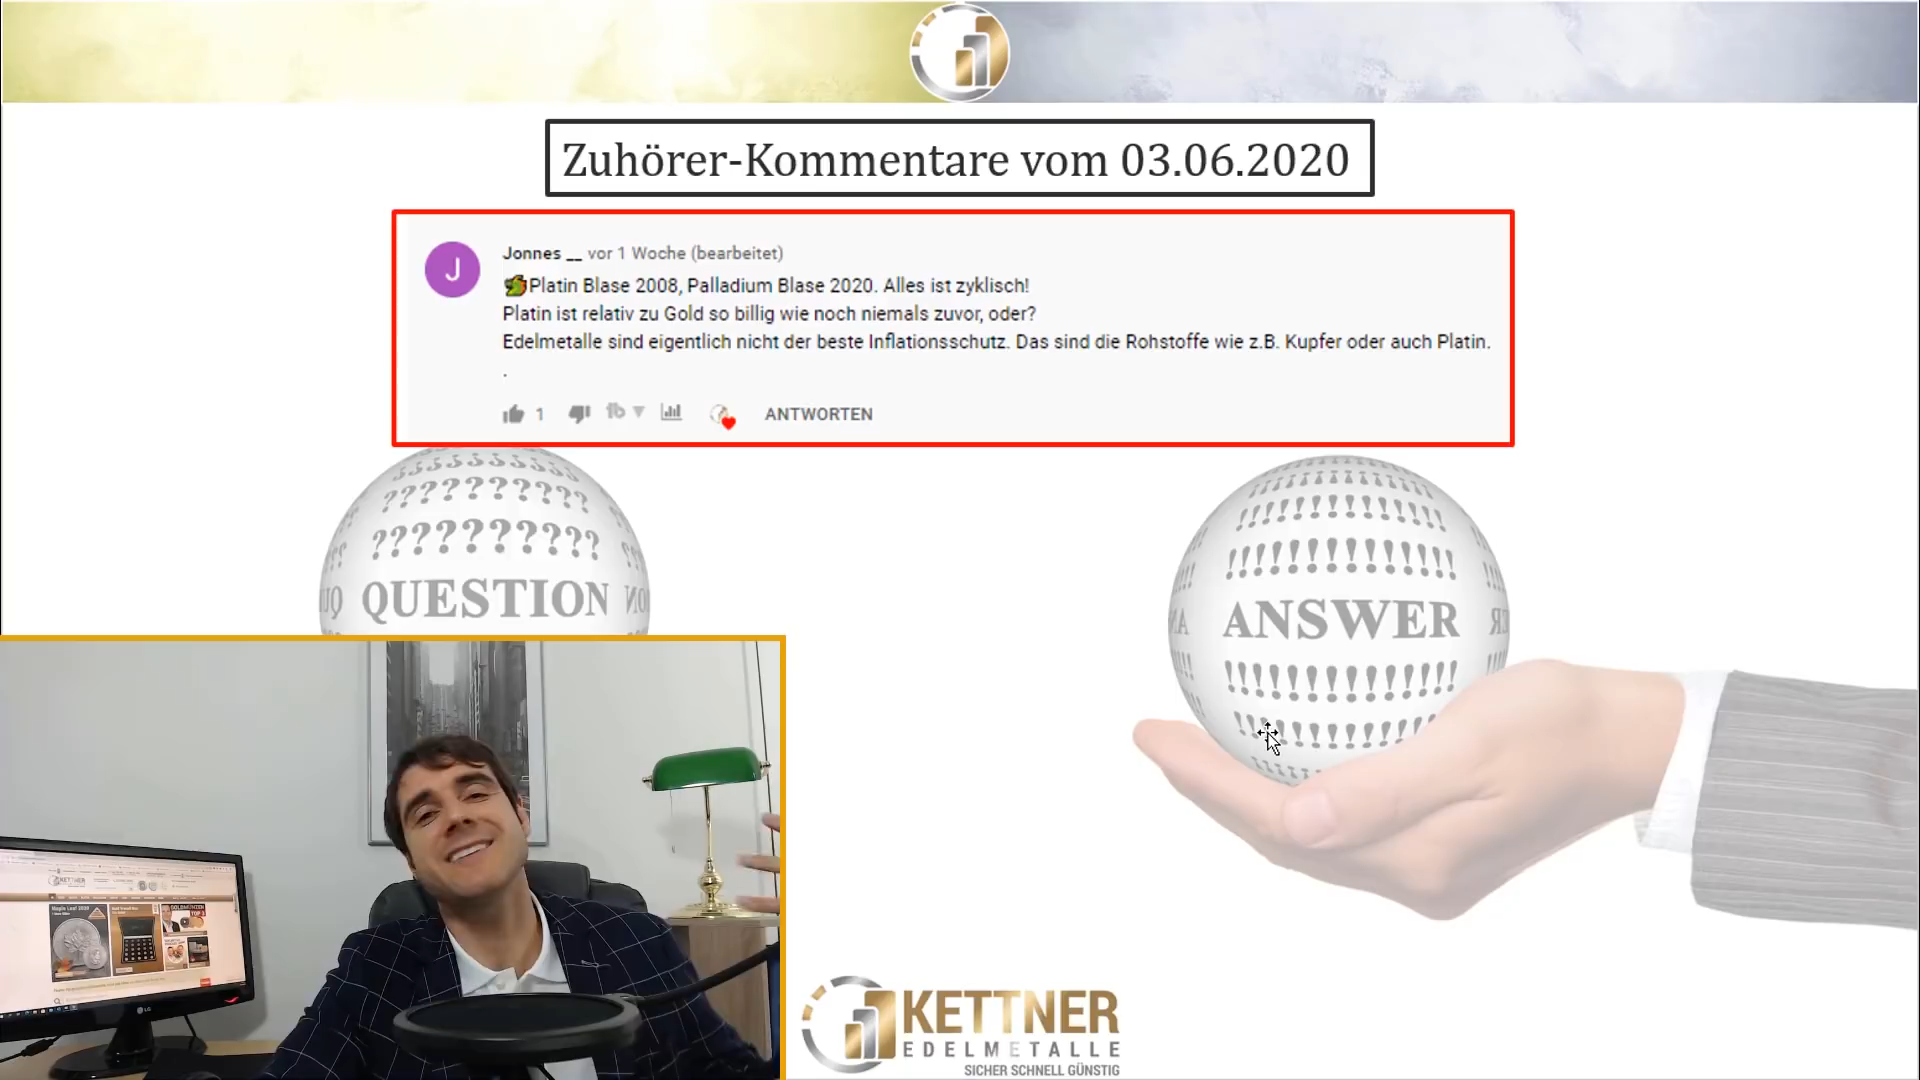 Zuhörer-Kommentare vom 03.06.2020
J
Jonnes __ vor 1 Woche (bearbeitet)
Platin Blase 2008, Palladium Blase 2020. Alles ist zyklisch!
Platin ist relativ zu Gold so billig wie noch niemals zuvor, oder?
Edelmetalle sind eigentlich nicht der beste Inflationsschutz. Das sind die Rohstoffe wie z.B. Kupfer oder auch Platin.
.
1 ANTWORTEN
??????????
??????????
QUESTION
!!!!!!!!!!!!
!!!!!!!!!!!!
ANSWER
!!!!!!!!!!!!
KETTNER
LG
KETTNER
EDELMETALLE
SICHER SCHNELL GÜNSTIG